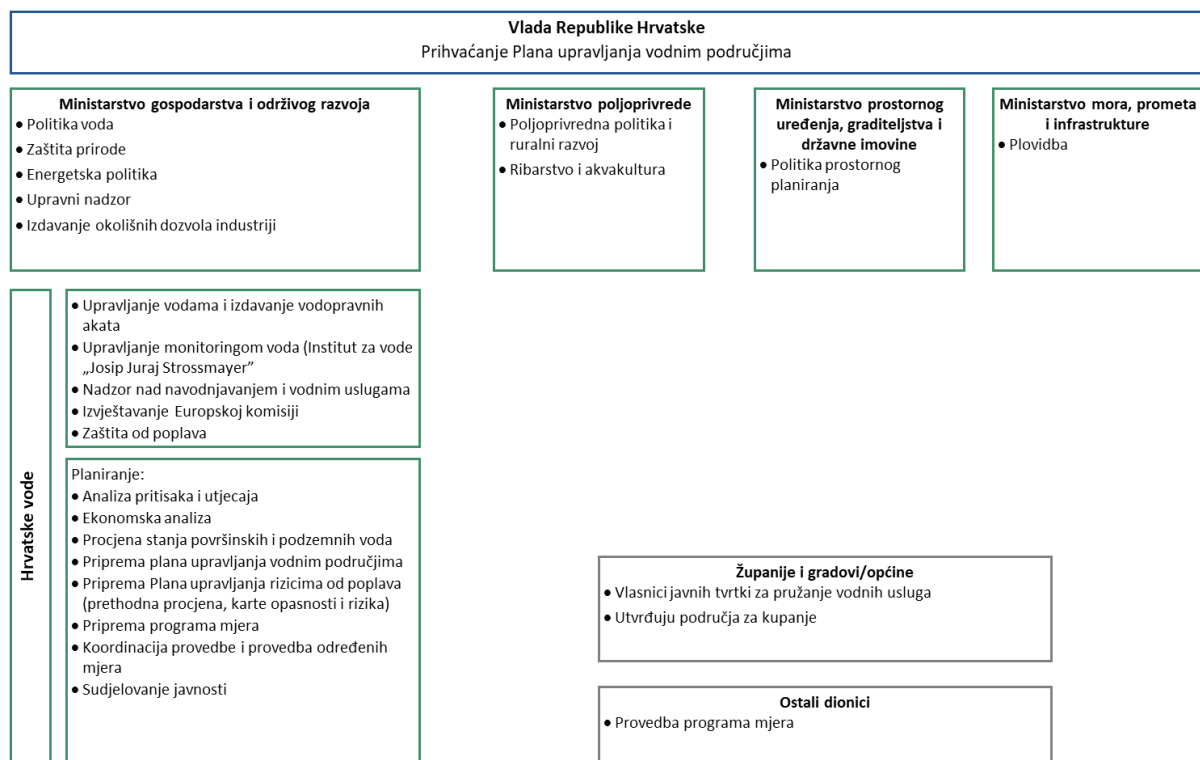 Vlada Republike Hrvatske
Prihvaćanje Plana upravljanja vodnim područjima
Ministarstvo gospodarstva i održivog razvoja
• Politika voda
• Zaštita prirode
• Energetska politika
• Upravni nadzor
• Izdavanje okolišnih dozvola industriji
Ministarstvo poljoprivrede
• Poljoprivredna politika i
ruralni razvoj
• Ribarstvo i akvakultura
Ministarstvo prostornog
uređenja, graditeljstva i
državne imovine
• Politika prostornog
planiranja
Ministarstvo mora, prometa
i infrastrukture
• Plovidba
Hrvatske vode
• Upravljanje vodama i izdavanje vodopravnih
akata
• Upravljanje monitoringom voda (Institut za vode
„Josip Juraj Strossmayer”
• Nadzor nad navodnjavanjem i vodnim uslugama
• Izvještavanje Europskoj komisiji
• Zaštita od poplava
Planiranje:
• Analiza pritisaka i utjecaja
• Ekonomska analiza
• Procjena stanja površinskih i podzemnih voda
• Priprema plana upravljanja vodnim područjima
• Priprema Plana upravljanja rizicima od poplava
(prethodna procjena, karte opasnosti i rizika)
• Priprema programa mjera
• Koordinacija provedbe i provedba određenih
mjera
• Sudjelovanje javnosti
Županije i gradovi/općine
• Vlasnici javnih tvrtki za pružanje vodnih usluga
• Utvrđuju područja za kupanje
Ostali dionici
• Provedba programa mjera